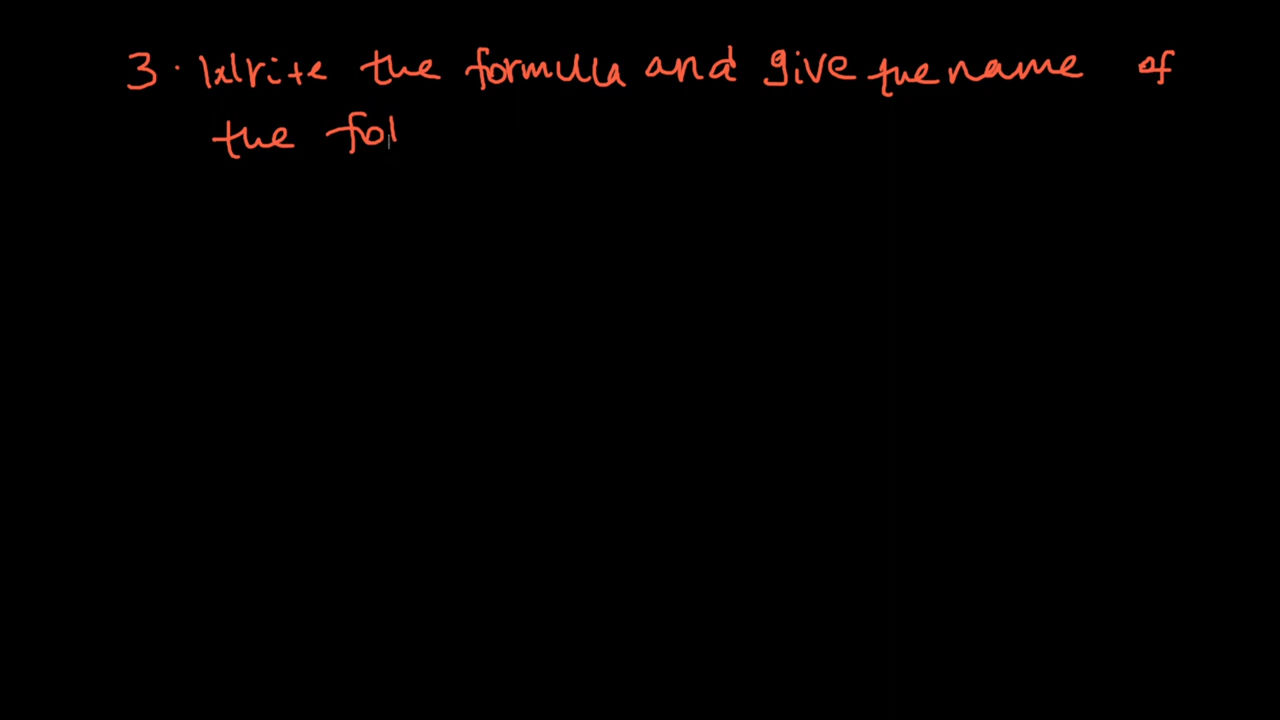 3. Write the formula and give the name of
the fol